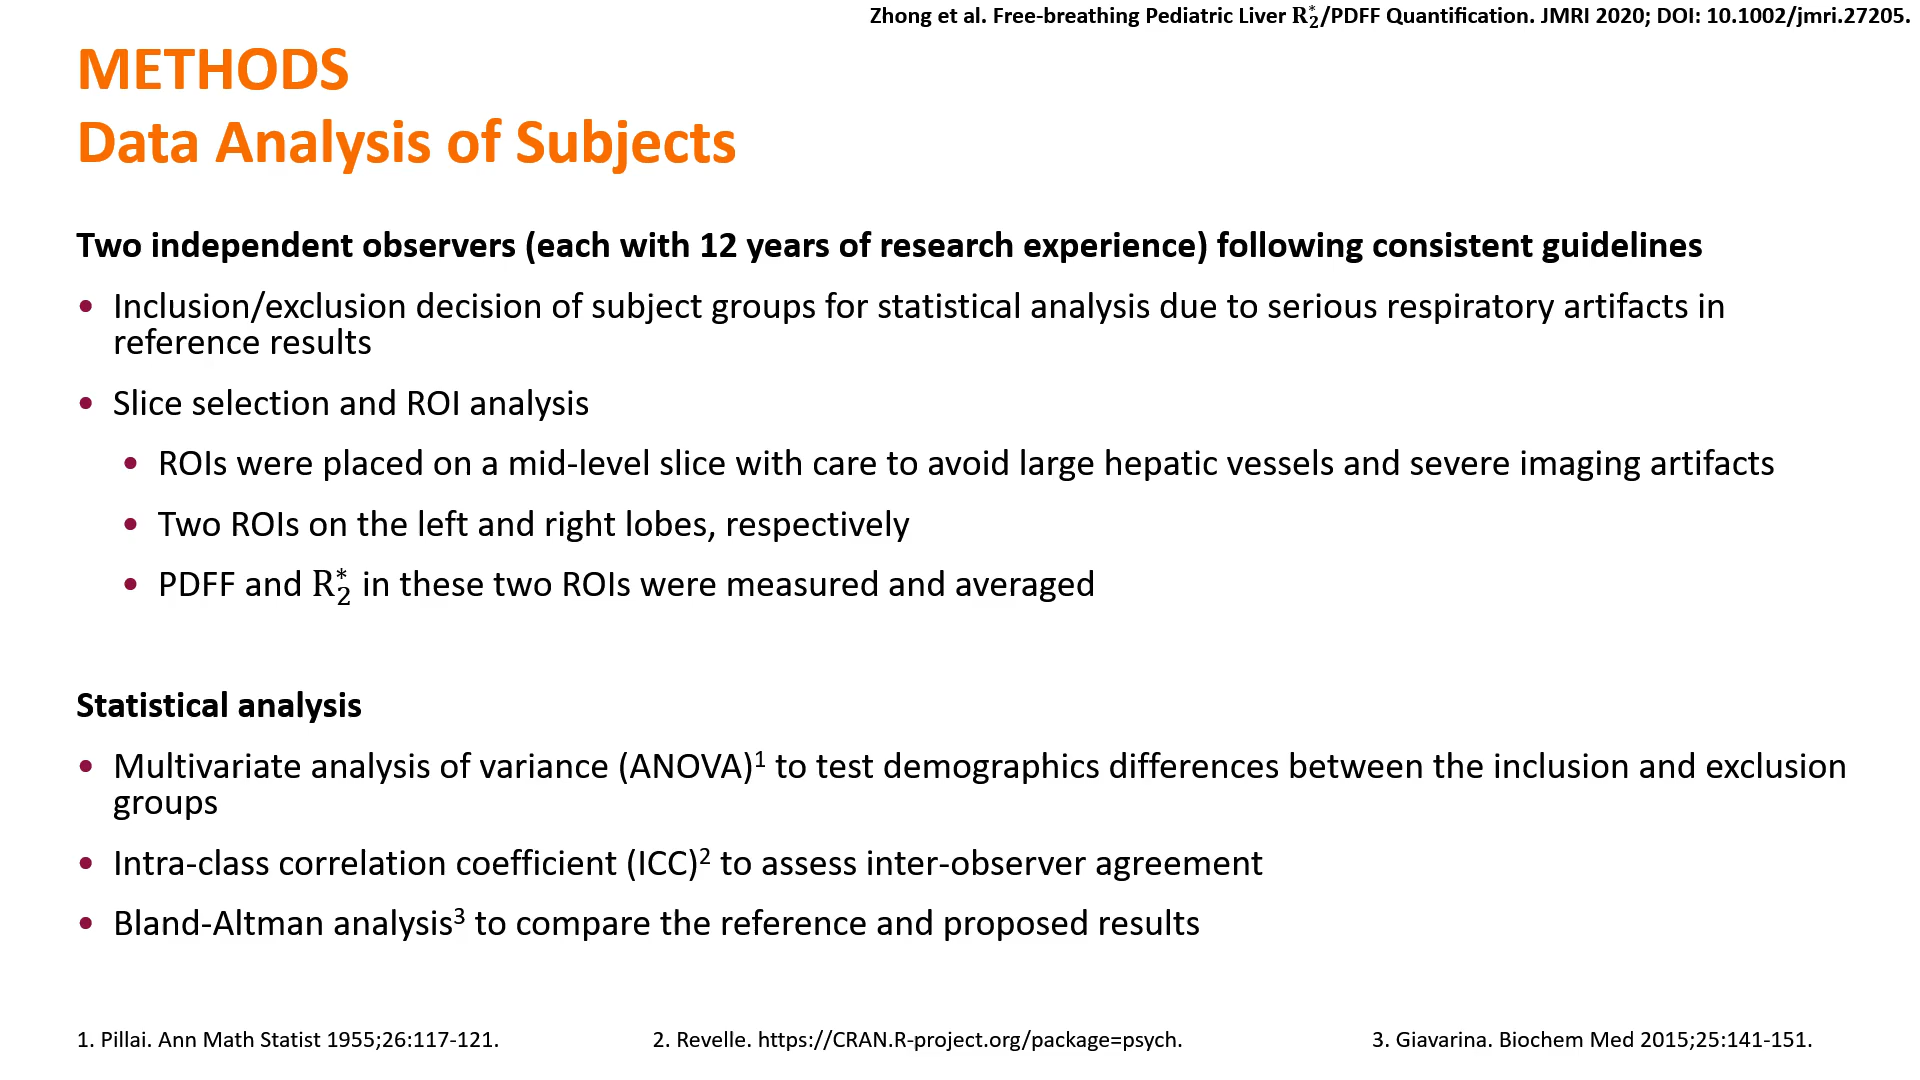 Zhong et al. Free-breathing Pediatric Liver R₂*/PDFF Quantification. JMRI 2020; DOI: 10.1002/jmri.27205.
METHODS
Data Analysis of Subjects
Two independent observers (each with 12 years of research experience) following consistent guidelines
• Inclusion/exclusion decision of subject groups for statistical analysis due to serious respiratory artifacts in
reference results
• Slice selection and ROI analysis
• ROIs were placed on a mid-level slice with care to avoid large hepatic vessels and severe imaging artifacts
• Two ROIs on the left and right lobes, respectively
• PDFF and R₂* in these two ROIs were measured and averaged
Statistical analysis
• Multivariate analysis of variance (ANOVA)¹ to test demographics differences between the inclusion and exclusion
groups
• Intra-class correlation coefficient (ICC)² to assess inter-observer agreement
• Bland-Altman analysis³ to compare the reference and proposed results
1. Pillai. Ann Math Statist 1955;26:117-121.
2. Revelle. https://CRAN.R-project.org/package=psych.
3. Giavarina. Biochem Med 2015;25:141-151.